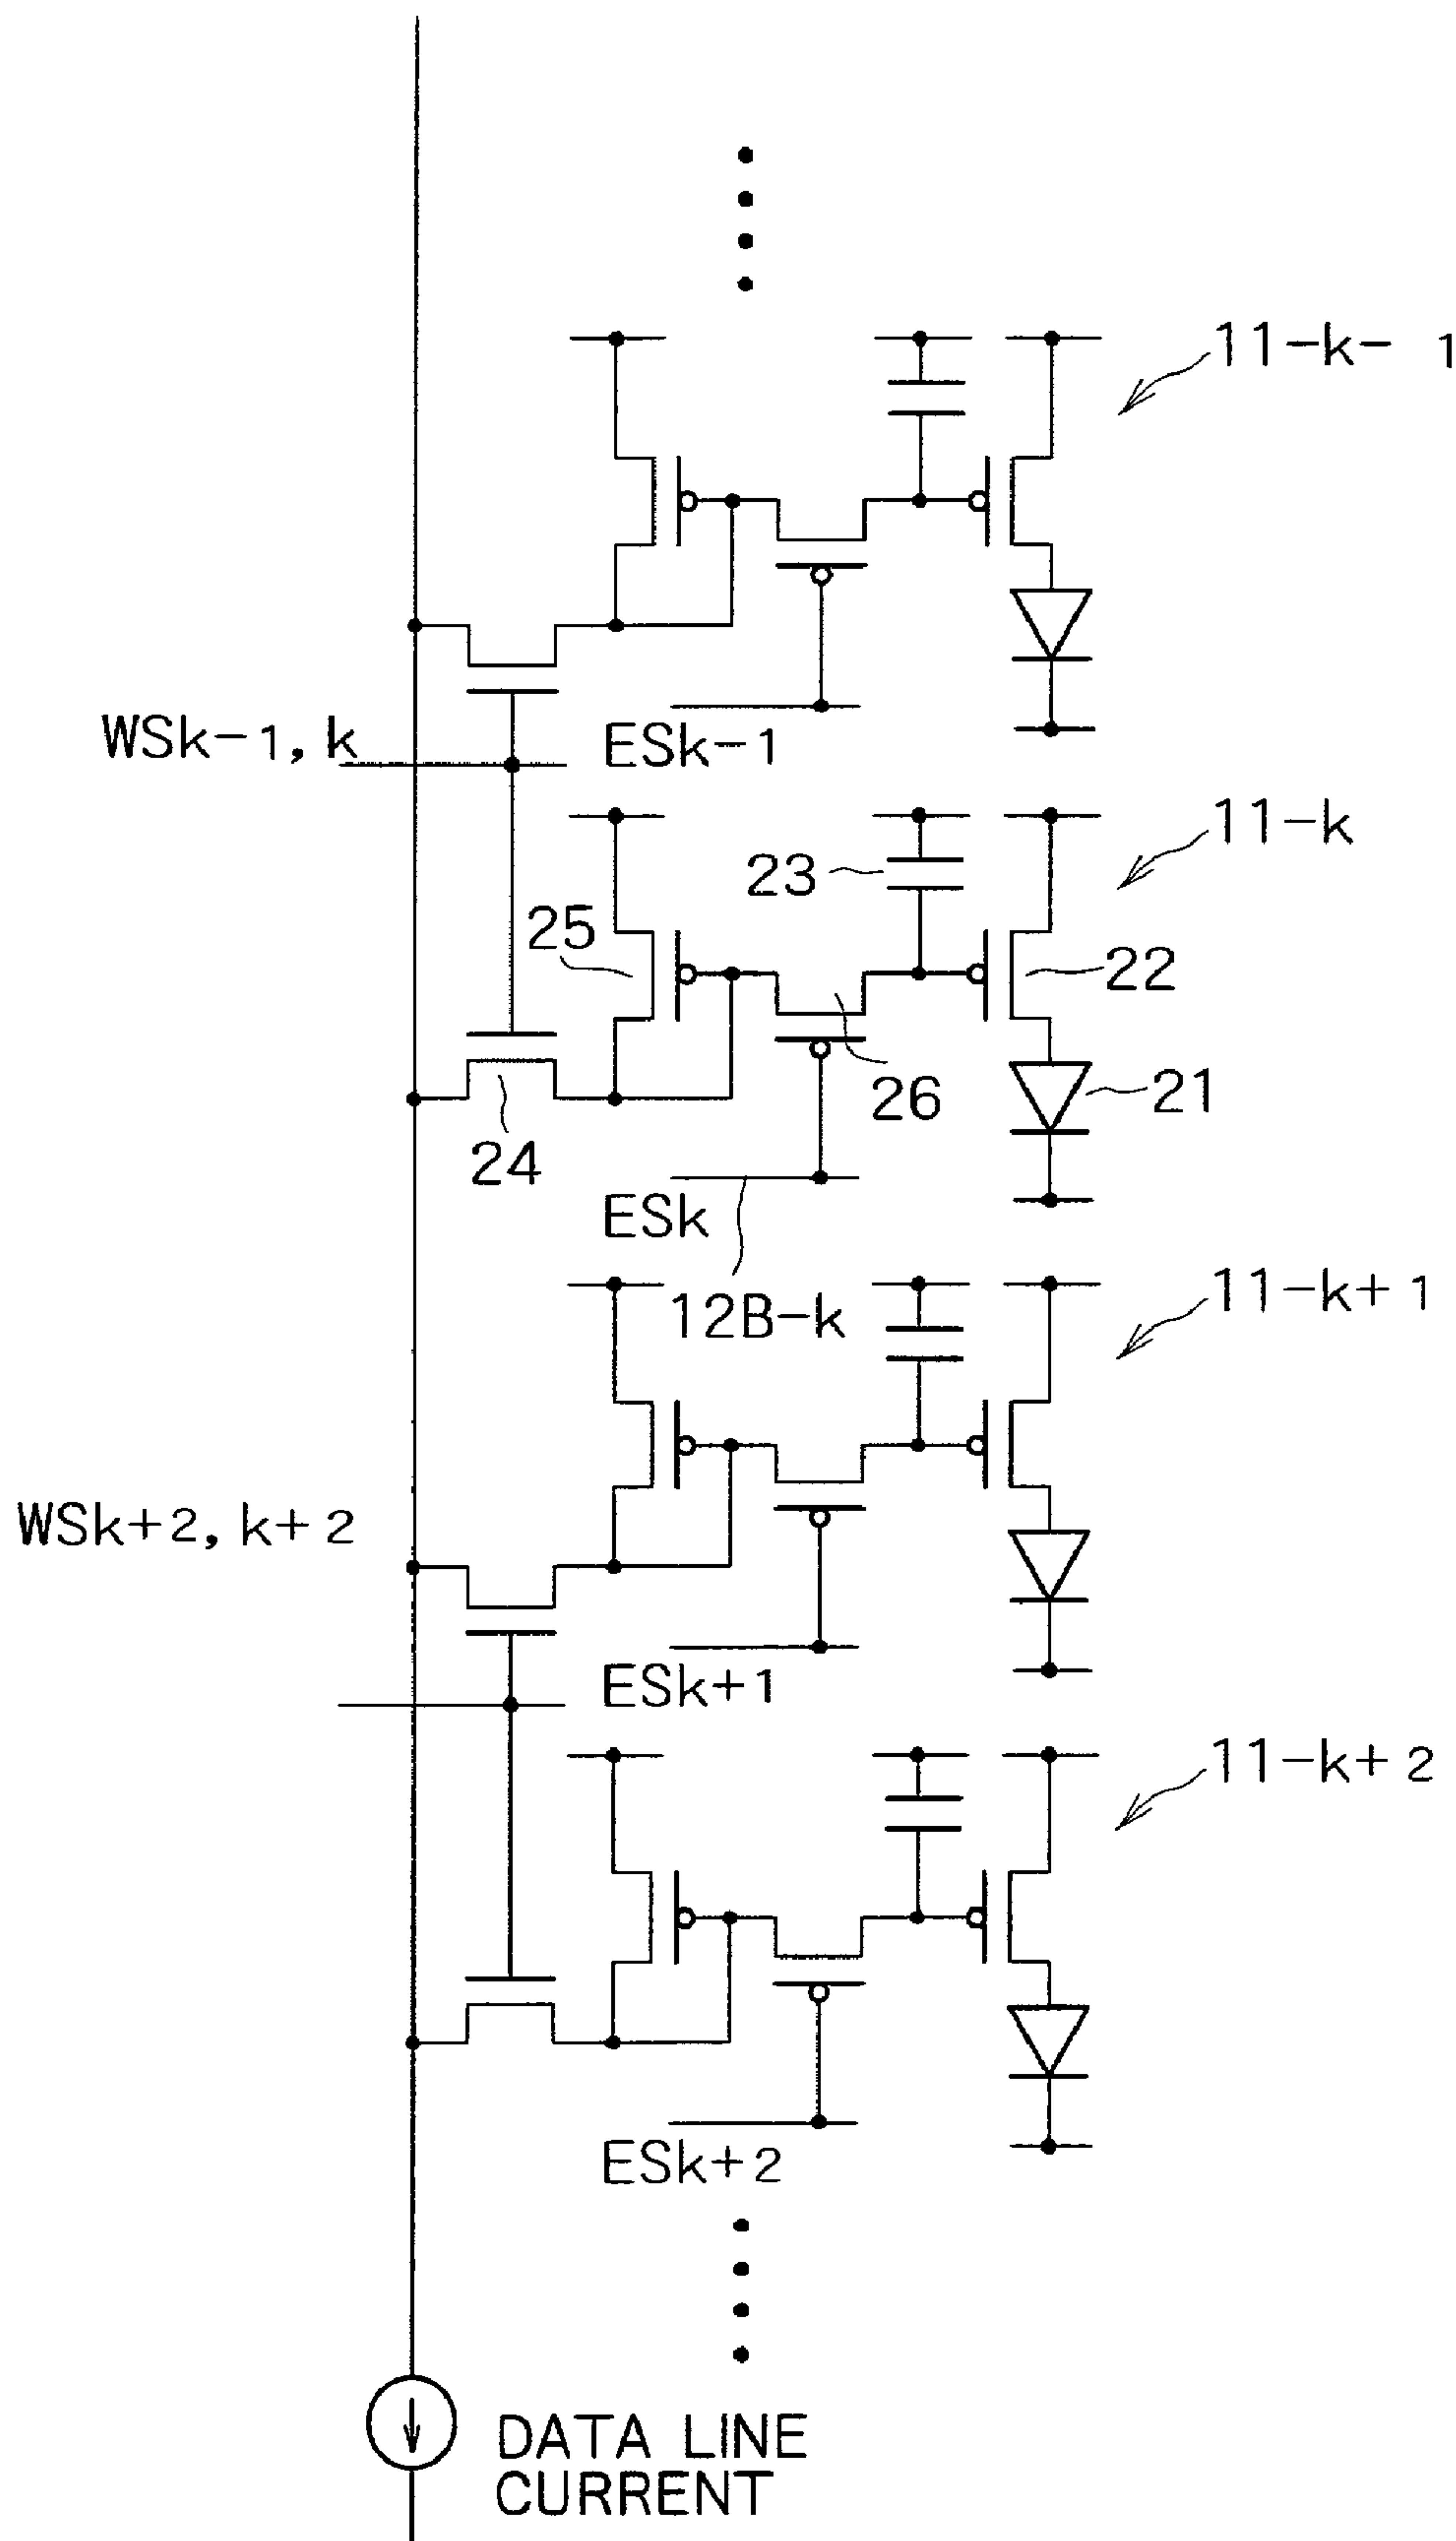 11-k-1
WSk-1,k
ESk-1
11-k
23
25
22
26
21
24
ESk
12B-k
11-k+1
WSk+2,k+2
ESk+1
11-k+2
ESk+2
DATA LINE
CURRENT